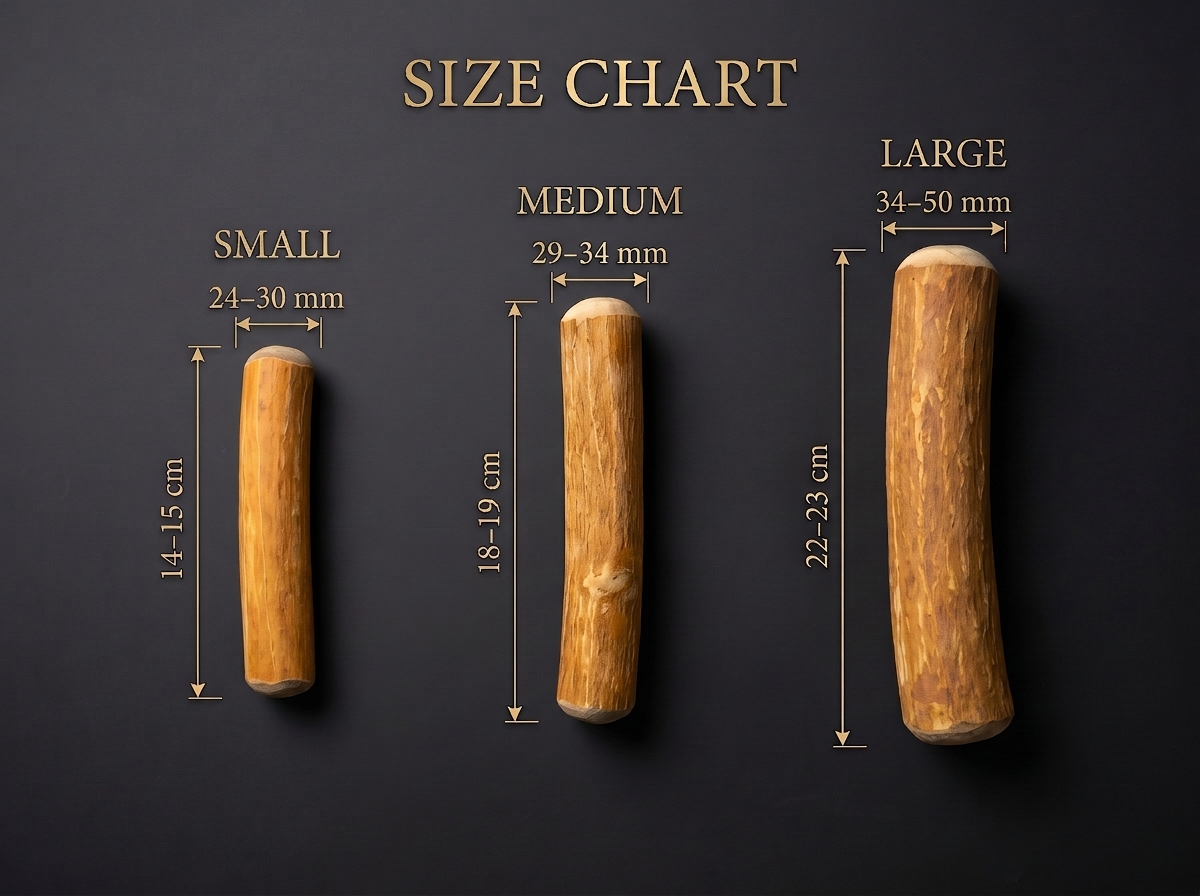 SIZE CHART
SMALL
24–30 mm
14–15 cm
MEDIUM
29–34 mm
18–19 cm
LARGE
34–50 mm
22–23 cm